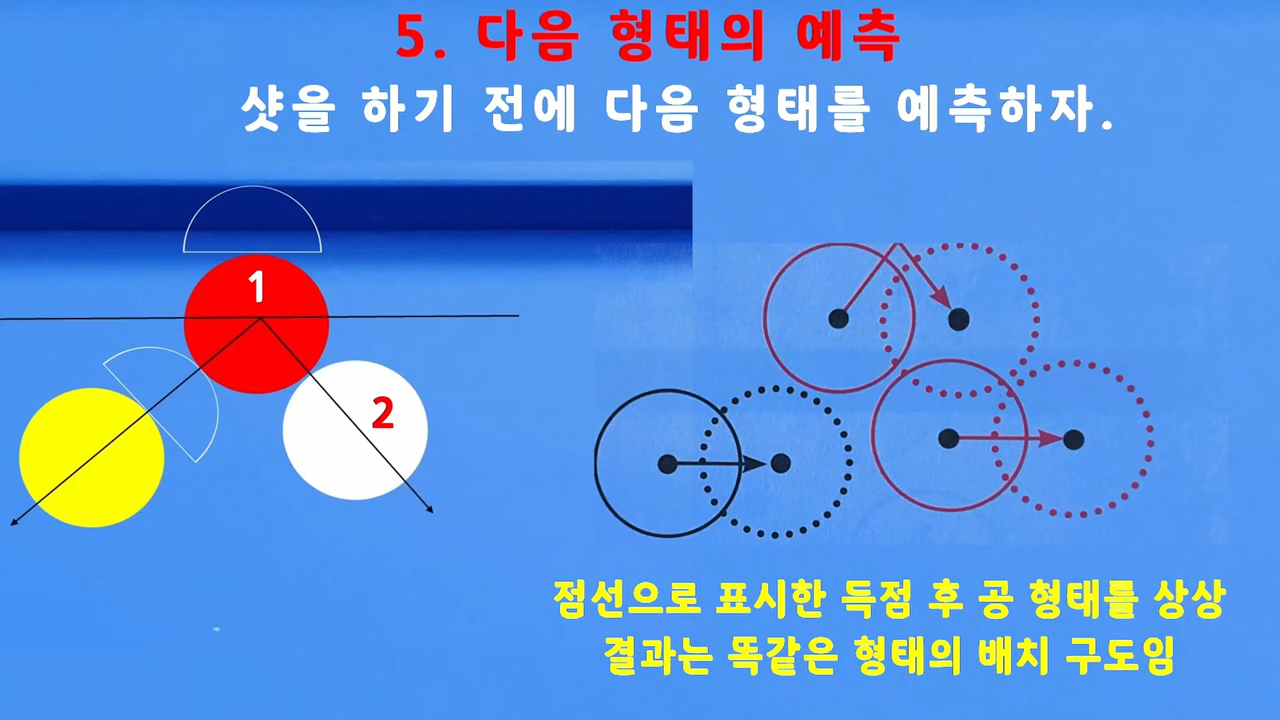 5. 다음 형태의 예측
샷을 하기 전에 다음 형태를 예측하자.
1
2
점선으로 표시한 득점 후 공 형태를 상상
결과는 똑같은 형태의 배치 구도임